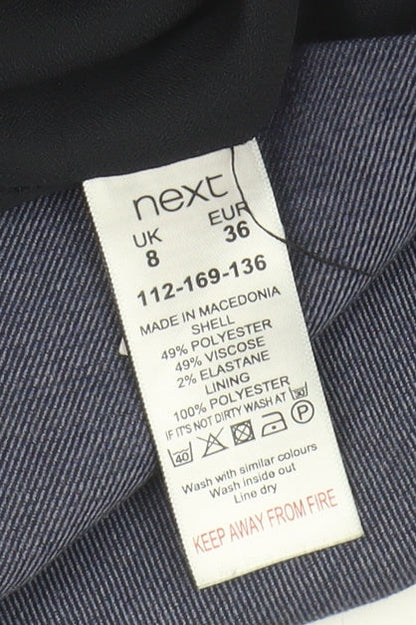 next
UK EUR
8 36
112-169-136
MADE IN MACEDONIA
SHELL
49% POLYESTER
49% VISCOSE
2% ELASTANE
LINING
100% POLYESTER
IF IT'S NOT DIRTY WASH AT 30
40 P
Wash with similar colours
Wash inside out
Line dry
KEEP AWAY FROM FIRE